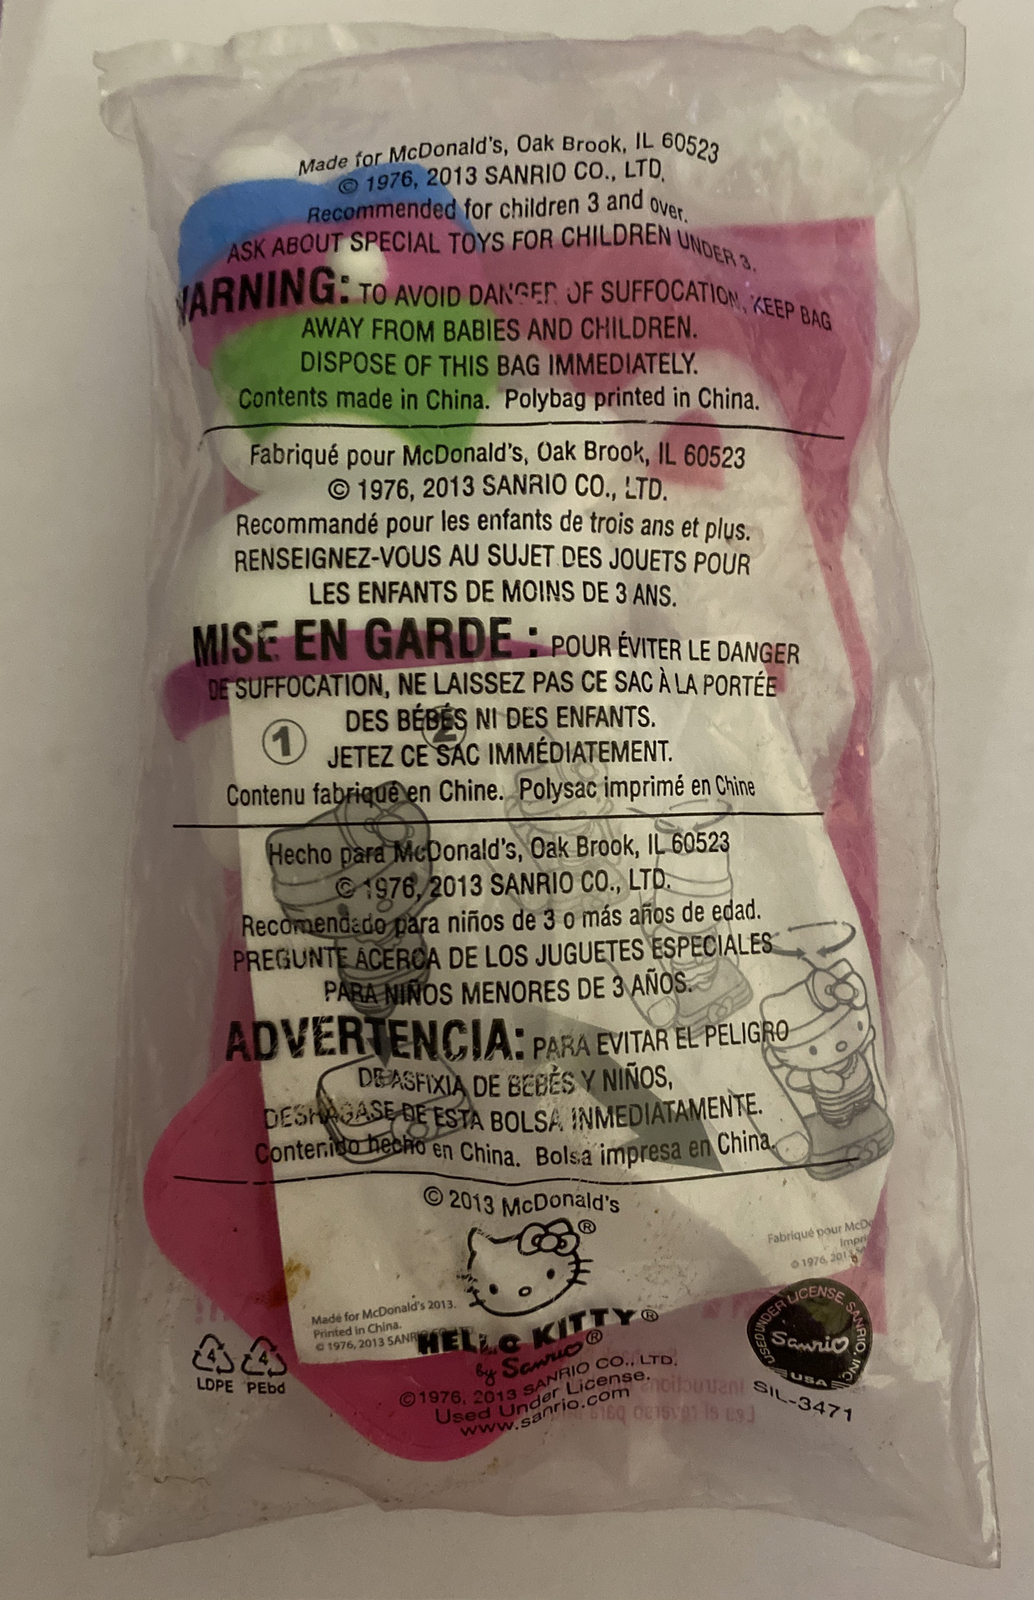 Made for McDonald's, Oak Brook, IL 60523
© 1976, 2013 SANRIO CO., LTD.
Recommended for children 3 and over.
ASK ABOUT SPECIAL TOYS FOR CHILDREN UNDER 3.
WARNING: TO AVOID DANGER OF SUFFOCATION, KEEP BAG
AWAY FROM BABIES AND CHILDREN.
DISPOSE OF THIS BAG IMMEDIATELY.
Contents made in China. Polybag printed in China.
Fabriqué pour McDonald's, Oak Brook, IL 60523
© 1976, 2013 SANRIO CO., LTD.
Recommandé pour les enfants de trois ans et plus.
RENSEIGNEZ-VOUS AU SUJET DES JOUETS POUR
LES ENFANTS DE MOINS DE 3 ANS.
MISE EN GARDE : POUR ÉVITER LE DANGER
DE SUFFOCATION, NE LAISSEZ PAS CE SAC À LA PORTÉE
DES BÉBÉS NI DES ENFANTS.
JETEZ CE SAC IMMÉDIATEMENT.
1
2
Contenu fabriqué en Chine. Polysac imprimé en Chine
Hecho para McDonald's, Oak Brook, IL 60523
© 1976, 2013 SANRIO CO., LTD.
Recomendado para niños de 3 o más años de edad.
PREGUNTE ACERCA DE LOS JUGUETES ESPECIALES
PARA NIÑOS MENORES DE 3 AÑOS.
ADVERTENCIA: PARA EVITAR EL PELIGRO
DE ASFIXIA DE BEBÉS Y NIÑOS,
DESHÁGASE DE ESTA BOLSA INMEDIATAMENTE.
Contenido hecho en China. Bolsa impresa en China.
© 2013 McDonald's
®
HELLO KITTY®
by Sanrio®
©1976, 2013 SANRIO CO., LTD.
Used Under License.
www.sanrio.com
Made for McDonald's 2013.
Printed in China.
© 1976, 2013 SANRIO
Fabriqué pour McDo
Impri
© 1976, 201
4 4
LDPE PEbd
USED UNDER LICENSE SANRIO, INC.
Sanrio
USA
SIL-3471